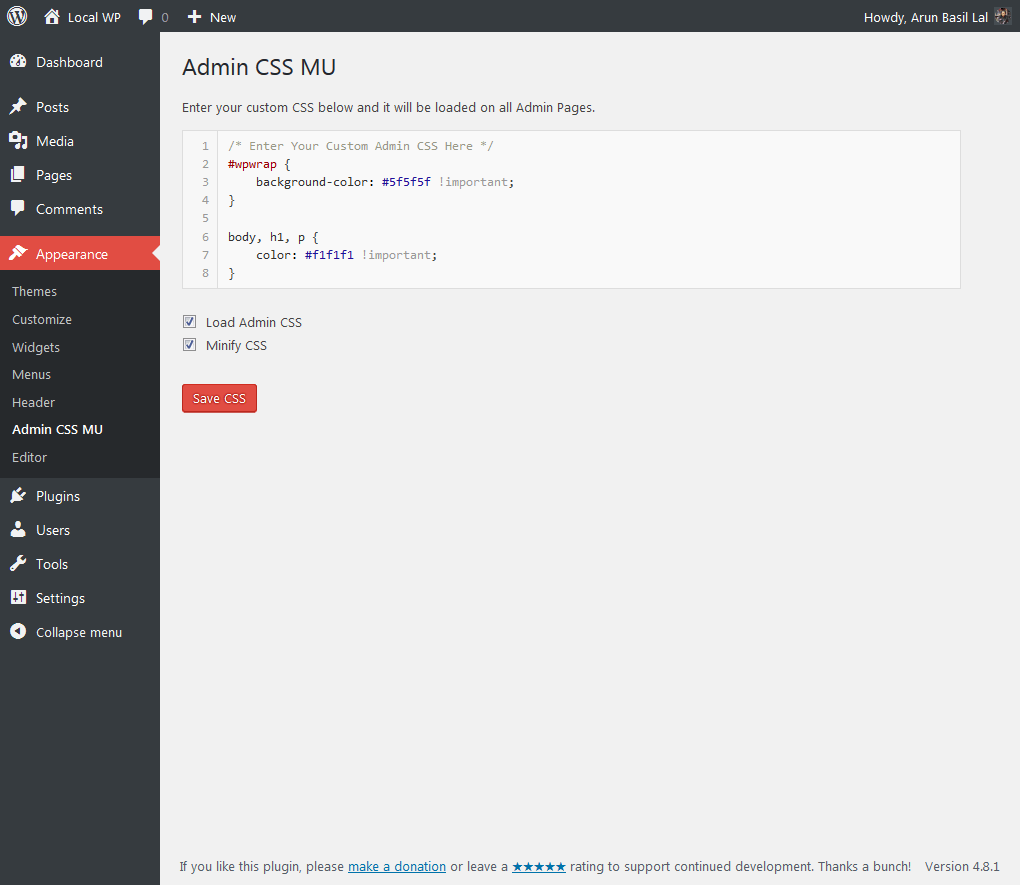 Local WP 0 New Howdy, Arun Basil Lal
Dashboard
Posts
Media
Pages
Comments
Appearance
Themes
Customize
Widgets
Menus
Header
Admin CSS MU
Editor
Plugins
Users
Tools
Settings
Collapse menu
Admin CSS MU
Enter your custom CSS below and it will be loaded on all Admin Pages.
1 /* Enter Your Custom Admin CSS Here */
2 #wpwrap {
3     background-color: #5f5f5f !important;
4 }
5
6 body, h1, p {
7     color: #f1f1f1 !important;
8 }
Load Admin CSS
Minify CSS
Save CSS
If you like this plugin, please make a donation or leave a ★★★★★ rating to support continued development. Thanks a bunch! Version 4.8.1